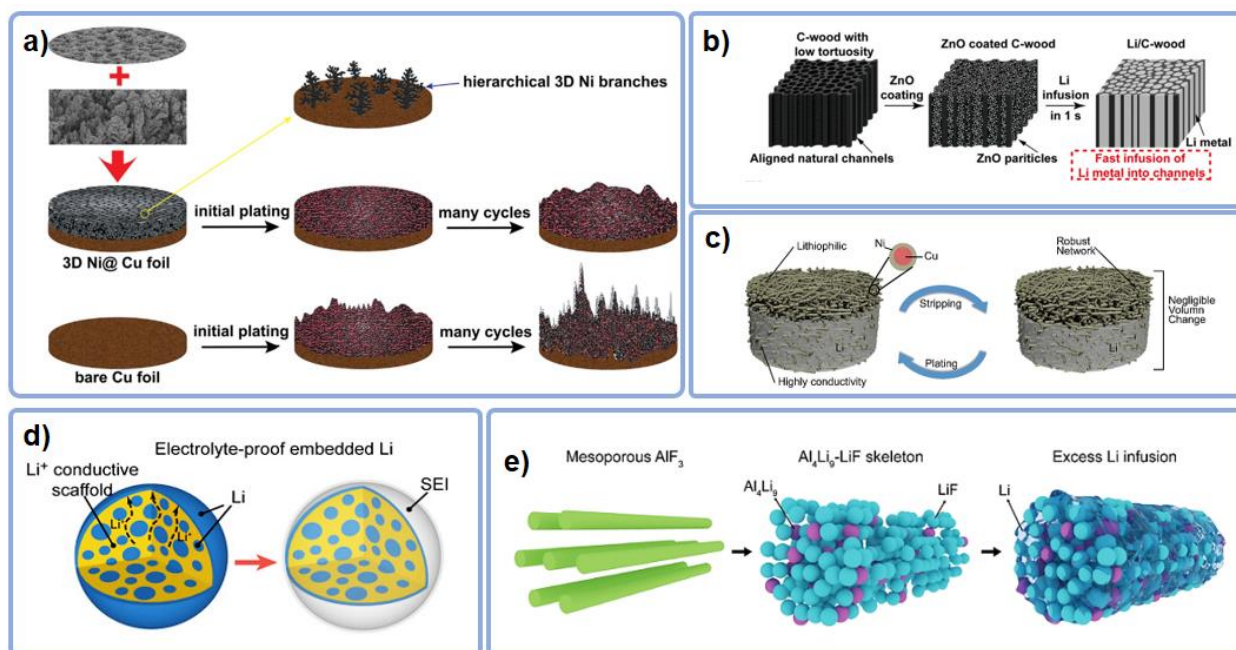 a)
hierarchical 3D Ni branches
initial plating
many cycles
3D Ni@ Cu foil
initial plating
many cycles
bare Cu foil
b)
C-wood with
low tortuosity
ZnO
coating
ZnO coated C-wood
Li
infusion
in 1 s
Li/C-wood
Aligned natural channels
ZnO pariticles
Li metal
Fast infusion of
Li metal into channels
c)
Lithiophilic
Ni
Cu
Robust
Network
Stripping
Plating
Negligible
Volumn
Change
Li
Li
Highly conductivity
d)
Electrolyte-proof embedded Li
Li⁺ conductive
scaffold
Li
SEI
Li⁺
Li⁺
e)
Mesoporous AlF₃
Al₄Li₉-LiF skeleton
Excess Li infusion
Al₄Li₉
LiF
Li